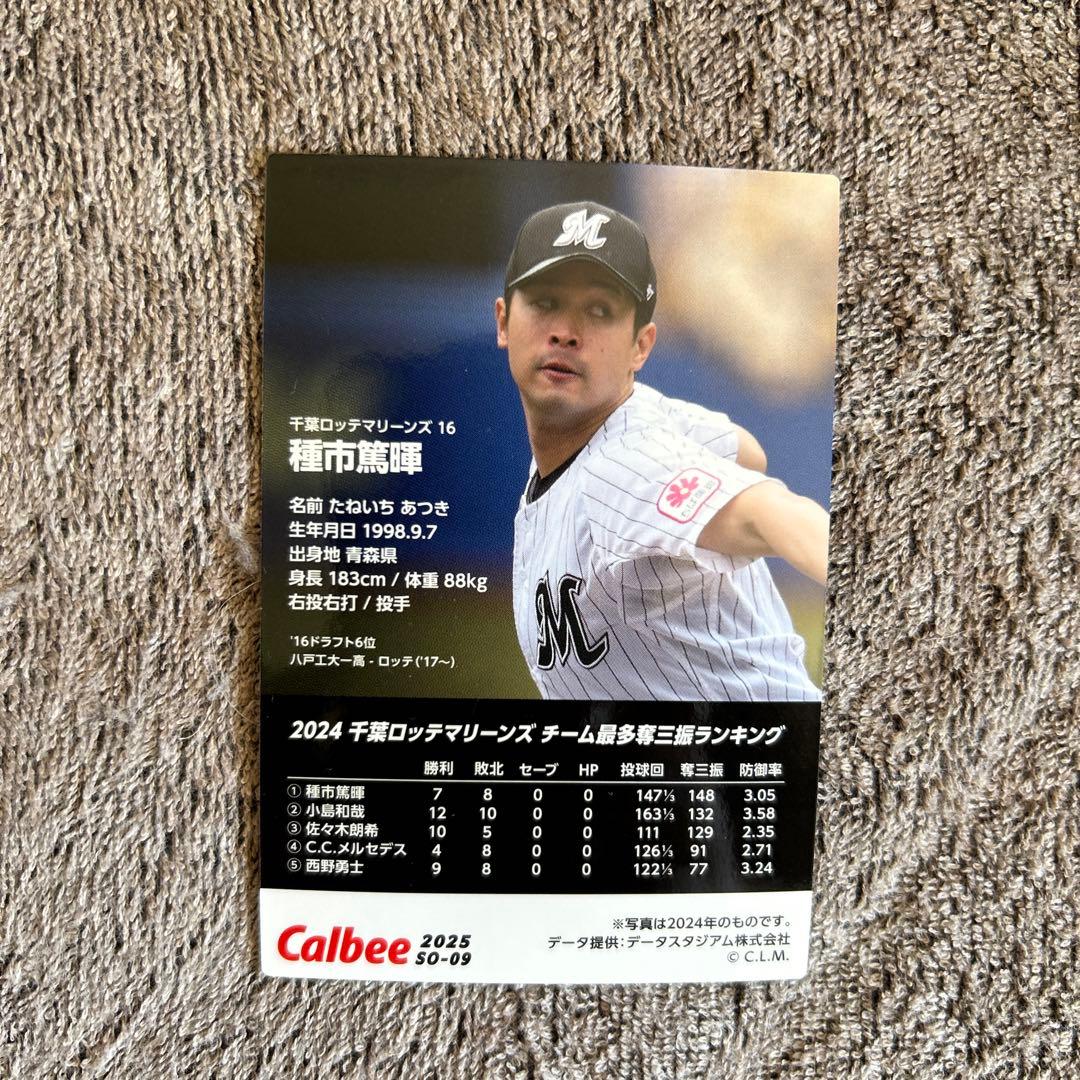 M
千葉ロッテマリーンズ 16
種市篤暉
名前 たねいち あつき
生年月日 1998.9.7
出身地 青森県
身長 183cm / 体重 88kg
右投右打 / 投手
'16ドラフト6位
八戸工大一高 - ロッテ('17〜)
M
2024 千葉ロッテマリーンズ チーム最多奪三振ランキング
勝利 敗北 セーブ HP 投球回 奪三振 防御率
① 種市篤暉 7 8 0 0 147⅓ 148 3.05
② 小島和哉 12 10 0 0 163⅓ 132 3.58
③ 佐々木朗希 10 5 0 0 111 129 2.35
④ C.C.メルセデス 4 8 0 0 126⅓ 91 2.71
⑤ 西野勇士 9 8 0 0 122⅓ 77 3.24
※写真は2024年のものです。
データ提供:データスタジアム株式会社
© C.L.M.
Calbee 2025
SO-09